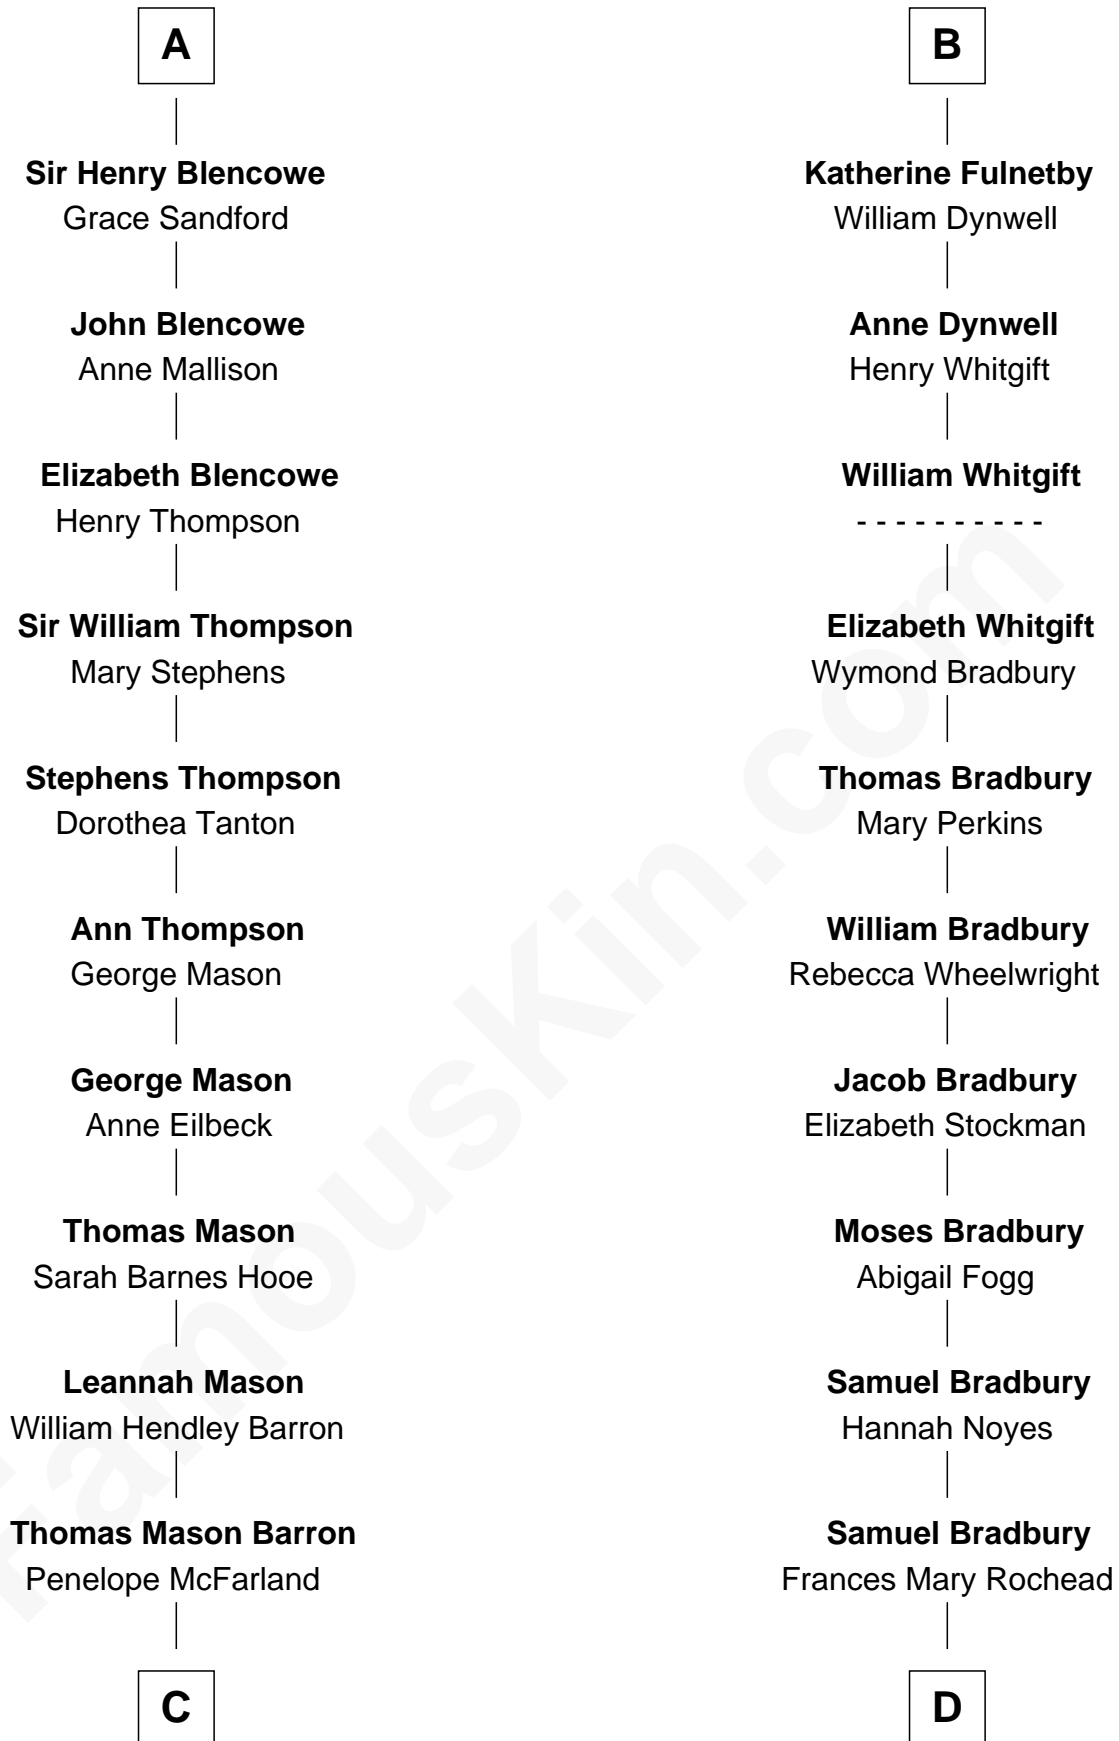 A
Sir Henry Blencowe
Grace Sandford
John Blencowe
Anne Mallison
Elizabeth Blencowe
Henry Thompson
Sir William Thompson
Mary Stephens
Stephens Thompson
Dorothea Tanton
Ann Thompson
George Mason
George Mason
Anne Eilbeck
Thomas Mason
Sarah Barnes Hooe
Leannah Mason
William Hendley Barron
Thomas Mason Barron
Penelope McFarland
C
B
Katherine Fulnetby
William Dynwell
Anne Dynwell
Henry Whitgift
William Whitgift
- - - - - - - - - -
Elizabeth Whitgift
Wymond Bradbury
Thomas Bradbury
Mary Perkins
William Bradbury
Rebecca Wheelwright
Jacob Bradbury
Elizabeth Stockman
Moses Bradbury
Abigail Fogg
Samuel Bradbury
Hannah Noyes
Samuel Bradbury
Frances Mary Rochead
D
FamousKin.com